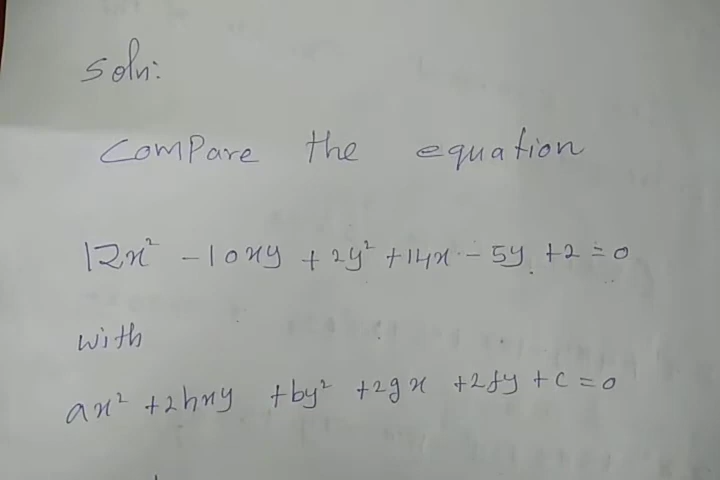 Soln:
Compare the equation
12x² - 10xy + 2y² + 14x - 5y + 2 = 0
with
ax² + 2hxy + by² + 2gx + 2fy + c = 0